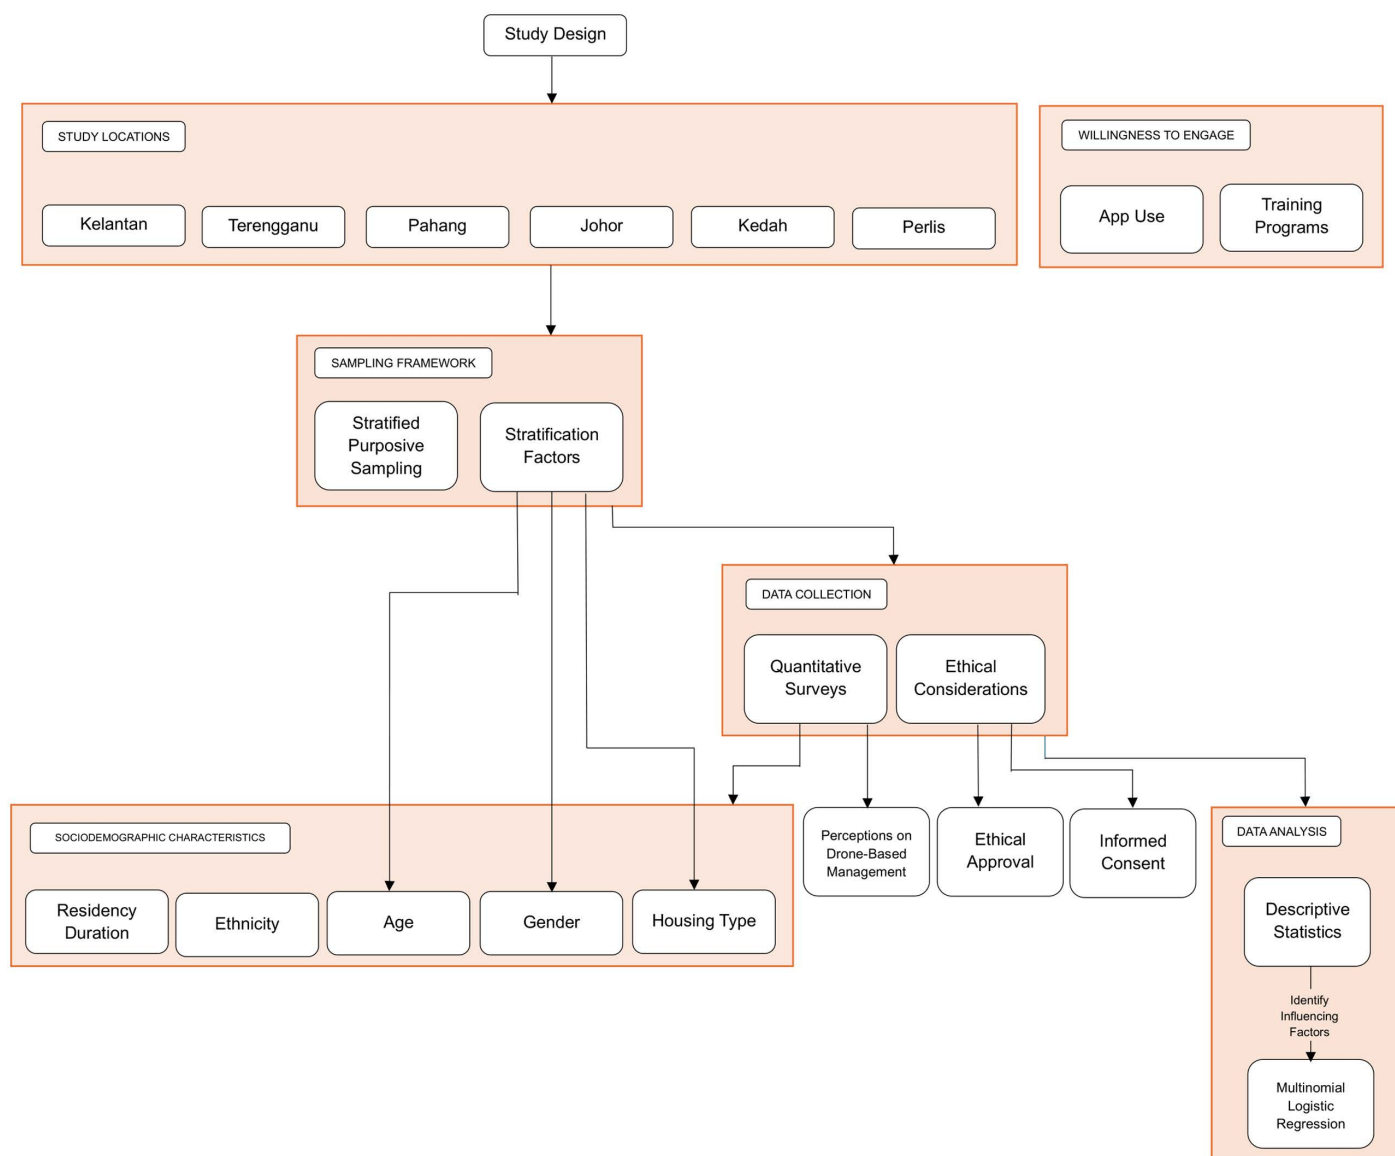 Study Design
STUDY LOCATIONS
Kelantan
Terengganu
Pahang
Johor
Kedah
Perlis
WILLINGNESS TO ENGAGE
App Use
Training
Programs
SAMPLING FRAMEWORK
Stratified
Purposive
Sampling
Stratification
Factors
DATA COLLECTION
Quantitative
Surveys
Ethical
Considerations
SOCIODEMOGRAPHIC CHARACTERISTICS
Residency
Duration
Ethnicity
Age
Gender
Housing Type
Perceptions on
Drone-Based
Management
Ethical
Approval
Informed
Consent
DATA ANALYSIS
Descriptive
Statistics
Identify
Influencing
Factors
Multinomial
Logistic
Regression